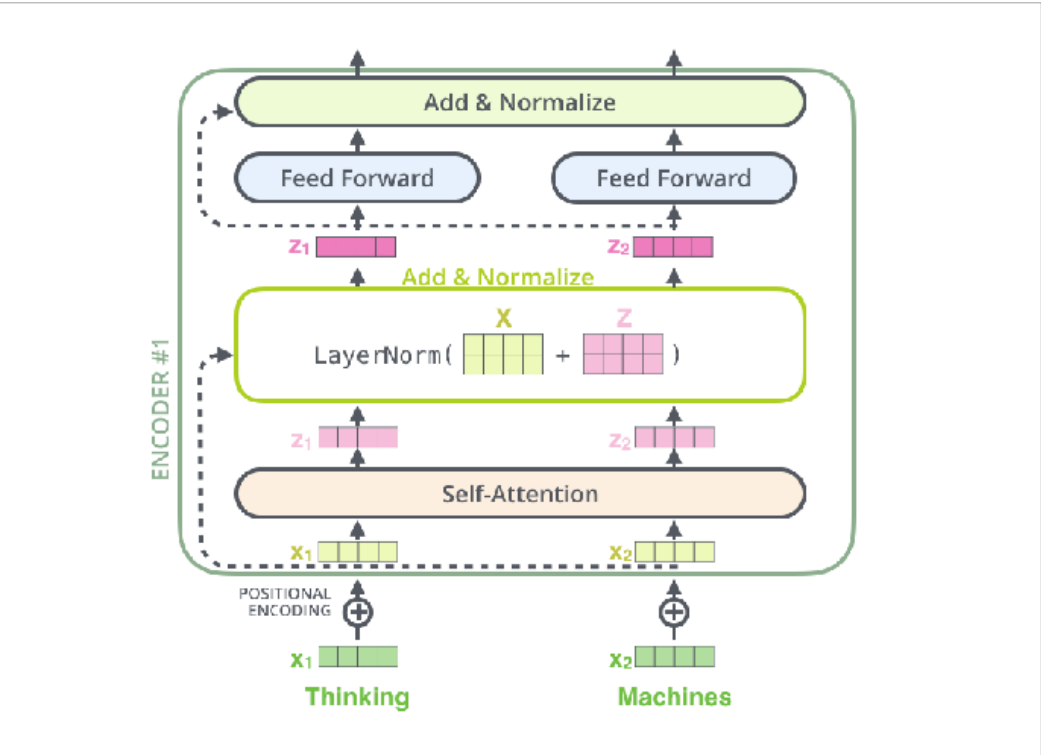 Add & Normalize
Feed Forward
Feed Forward
z1
z2
Add & Normalize
X
Z
LayerNorm(
+
)
ENCODER #1
z1
z2
Self-Attention
x1
x2
POSITIONAL
ENCODING
x1
x2
Thinking
Machines